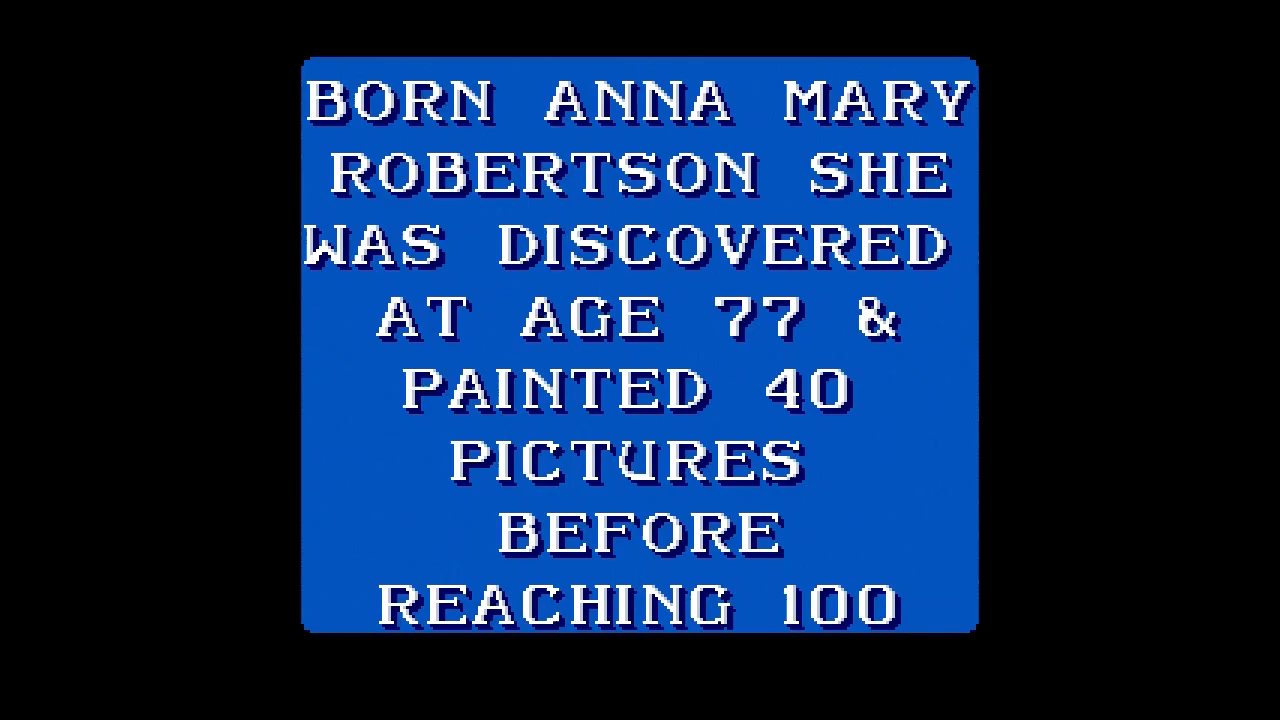 BORN ANNA MARY
ROBERTSON SHE
WAS DISCOVERED
AT AGE 77 &
PAINTED 40
PICTURES
BEFORE
REACHING 100